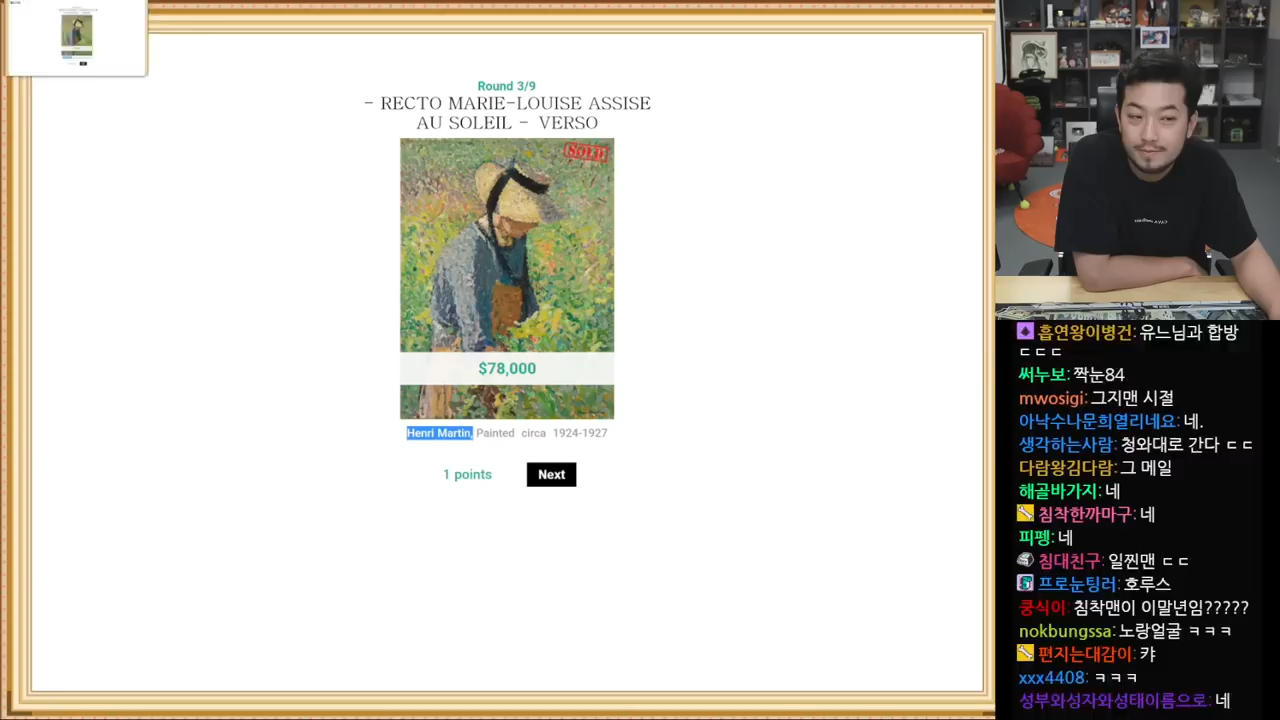 Round 3/9
- RECTO MARIE-LOUISE ASSISE
AU SOLEIL - VERSO
SOLD
$78,000
Henri Martin, Painted circa 1924-1927
1 points
Next
흡연왕이병건: 유느님과 합방
ㄷㄷㄷ
써누보: 짝눈84
mwosigi: 그지맨 시절
아낙수나문희열리네요: 네.
생각하는사람: 청와대로 간다 ㄷㄷ
다람왕김다람: 그 메일
해골바가지: 네
침착한까마구: 네
피펭: 네
침대친구: 일찐맨 ㄷㄷ
프로눈팅러: 호루스
쿵식이: 침착맨이 이말년임?????
nokbungssa: 노랑얼굴 ㅋㅋㅋ
편지는대감이: 캬
xxx4408: ㅋㅋㅋ
성부와성자와성태이름으로: 네